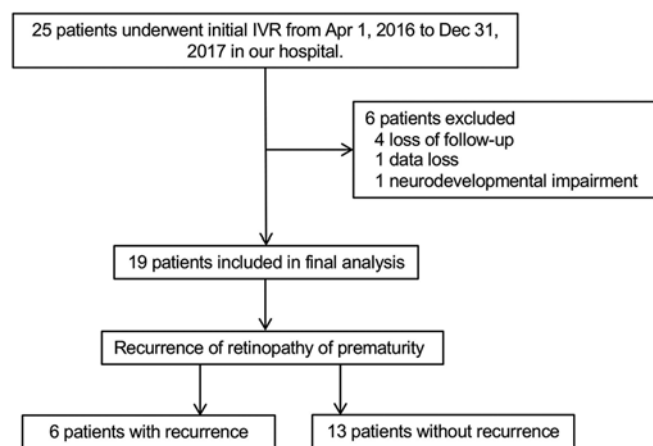 25 patients underwent initial IVR from Apr 1, 2016 to Dec 31,
2017 in our hospital.
6 patients excluded
4 loss of follow-up
1 data loss
1 neurodevelopmental impairment
19 patients included in final analysis
Recurrence of retinopathy of prematurity
6 patients with recurrence
13 patients without recurrence